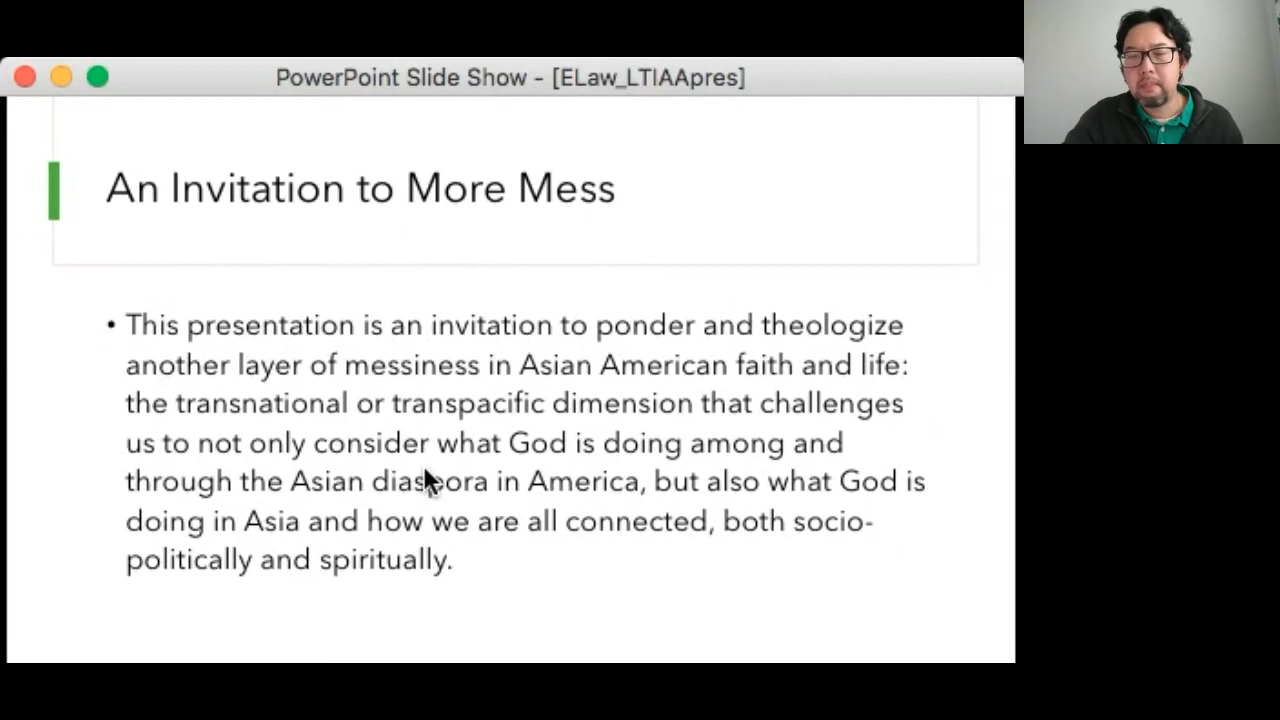 PowerPoint Slide Show - [ELaw_LTIAApres]
An Invitation to More Mess
• This presentation is an invitation to ponder and theologize
another layer of messiness in Asian American faith and life:
the transnational or transpacific dimension that challenges
us to not only consider what God is doing among and
through the Asian diaspora in America, but also what God is
doing in Asia and how we are all connected, both socio-
politically and spiritually.